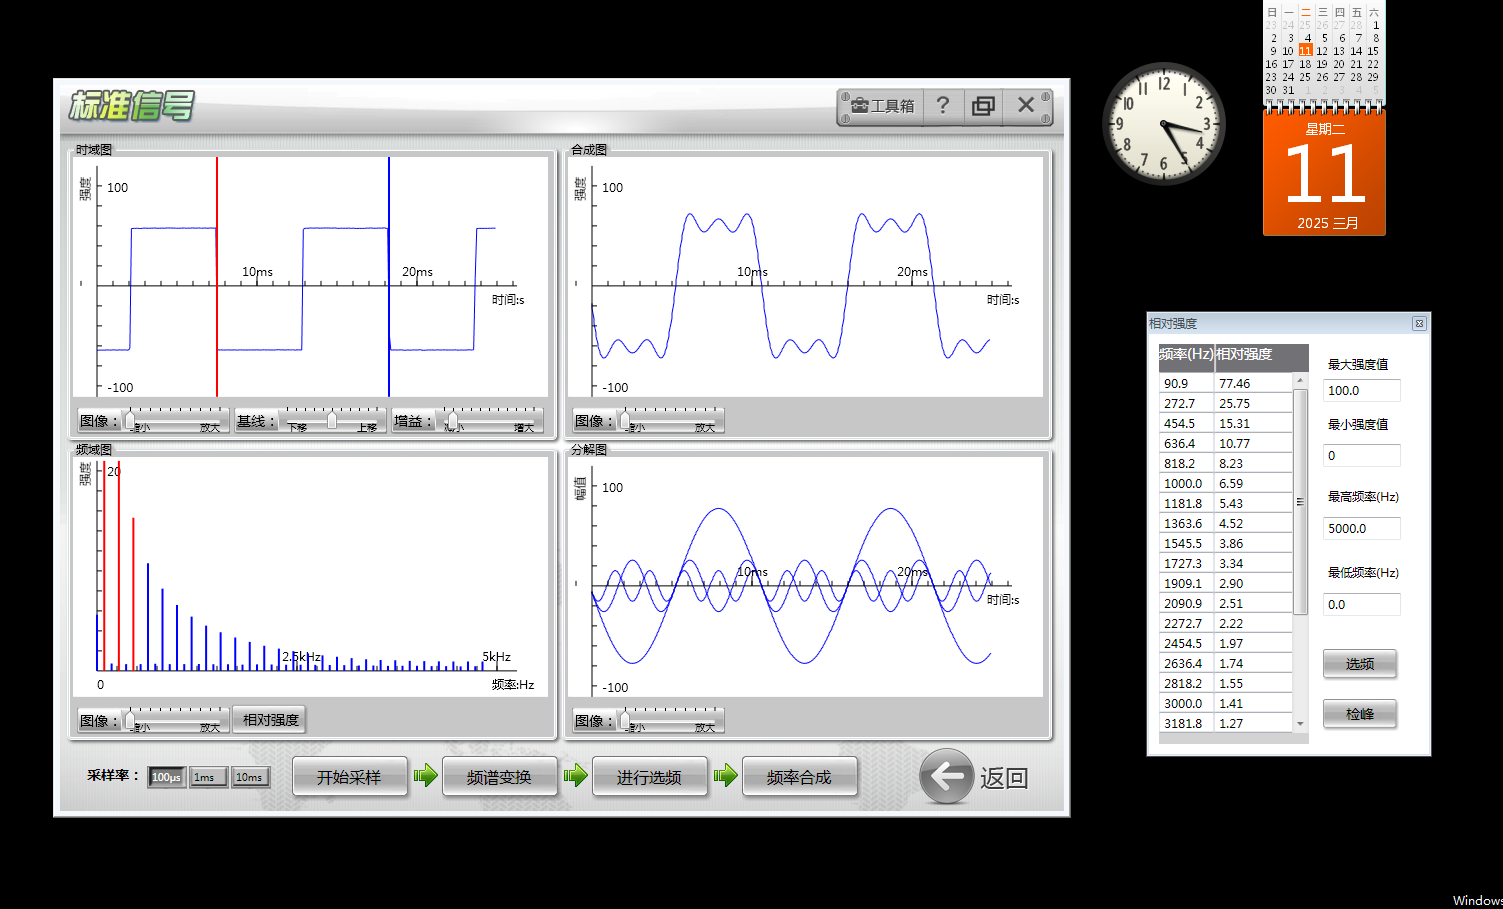 标准信号
工具箱
?
时域图
强度
100
10ms
20ms
时间:s
-100
图像：
缩小
放大
基线：
下移
上移
增益：
减小
增大
合成图
强度
100
10ms
20ms
时间:s
-100
图像：
缩小
放大
频域图
强度
20
2.5kHz
5kHz
0
频率:Hz
图像：
缩小
放大
相对强度
分解图
幅值
100
10ms
20ms
时间:s
-100
图像：
缩小
放大
采样率：
100μs
1ms
10ms
开始采样
频谱变换
进行选频
频率合成
返回
12
1
2
3
4
5
6
7
8
9
10
11
日 一 二 三 四 五 六
23 24 25 26 27 28 1
2 3 4 5 6 7 8
9 10 11 12 13 14 15
16 17 18 19 20 21 22
23 24 25 26 27 28 29
30 31 1 2 3 4 5
星期二
11
2025 三月
相对强度
频率(Hz) 相对强度
90.9 77.46
272.7 25.75
454.5 15.31
636.4 10.77
818.2 8.23
1000.0 6.59
1181.8 5.43
1363.6 4.52
1545.5 3.86
1727.3 3.34
1909.1 2.90
2090.9 2.51
2272.7 2.22
2454.5 1.97
2636.4 1.74
2818.2 1.55
3000.0 1.41
3181.8 1.27
最大强度值
100.0
最小强度值
0
最高频率(Hz)
5000.0
最低频率(Hz)
0.0
选频
检峰
Windows